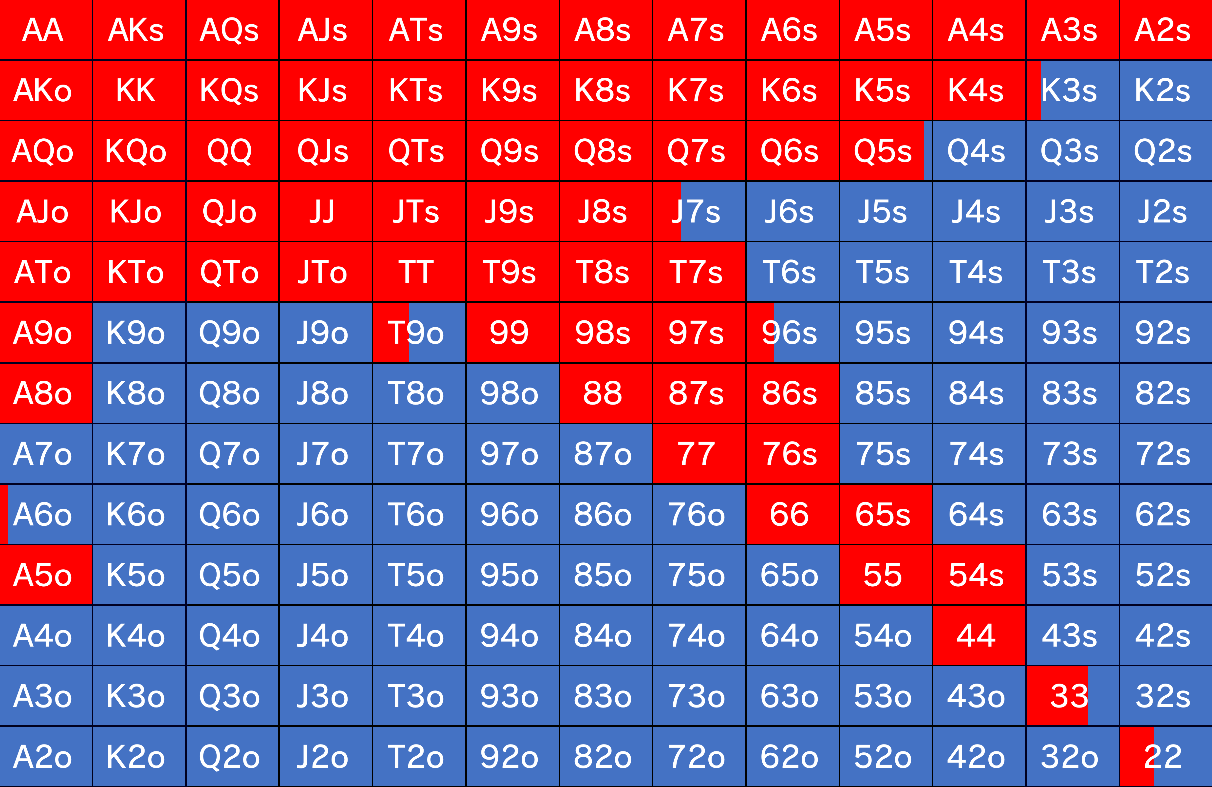 AA AKs AQs AJs ATs A9s A8s A7s A6s A5s A4s A3s A2s
AKo KK KQs KJs KTs K9s K8s K7s K6s K5s K4s K3s K2s
AQo KQo QQ QJs QTs Q9s Q8s Q7s Q6s Q5s Q4s Q3s Q2s
AJo KJo QJo JJ JTs J9s J8s J7s J6s J5s J4s J3s J2s
ATo KTo QTo JTo TT T9s T8s T7s T6s T5s T4s T3s T2s
A9o K9o Q9o J9o T9o 99 98s 97s 96s 95s 94s 93s 92s
A8o K8o Q8o J8o T8o 98o 88 87s 86s 85s 84s 83s 82s
A7o K7o Q7o J7o T7o 97o 87o 77 76s 75s 74s 73s 72s
A6o K6o Q6o J6o T6o 96o 86o 76o 66 65s 64s 63s 62s
A5o K5o Q5o J5o T5o 95o 85o 75o 65o 55 54s 53s 52s
A4o K4o Q4o J4o T4o 94o 84o 74o 64o 54o 44 43s 42s
A3o K3o Q3o J3o T3o 93o 83o 73o 63o 53o 43o 33 32s
A2o K2o Q2o J2o T2o 92o 82o 72o 62o 52o 42o 32o 22